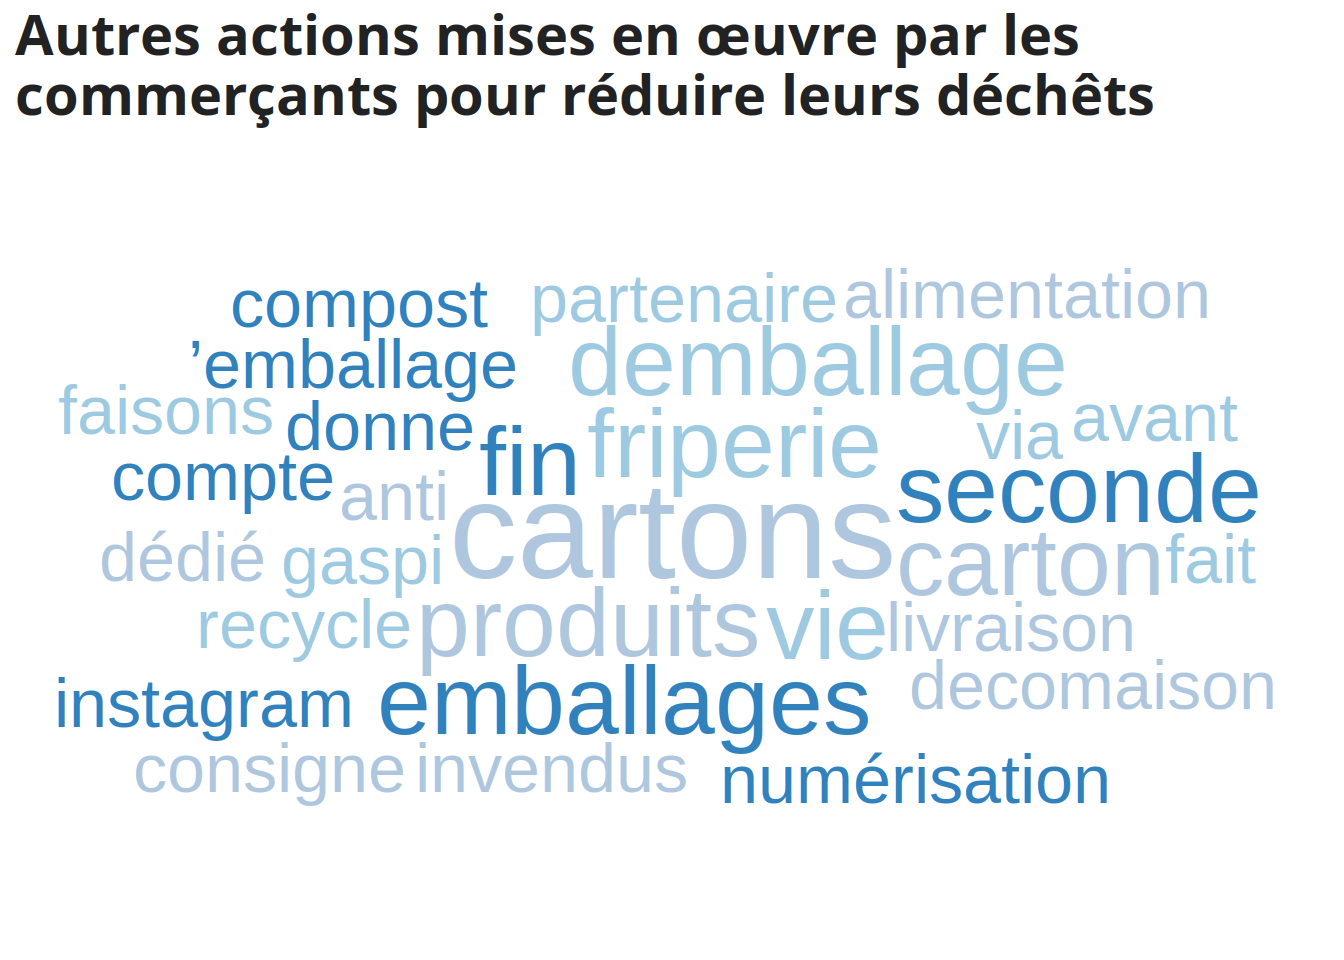 Autres actions mises en œuvre par les
commerçants pour réduire leurs déchêts
compost partenaire alimentation
’emballage demballage
faisons donne fin friperie via avant
compte anti cartons seconde
dédié gaspi carton fait
recycle produits vie livraison
instagram emballages decomaison
consigne invendus numérisation